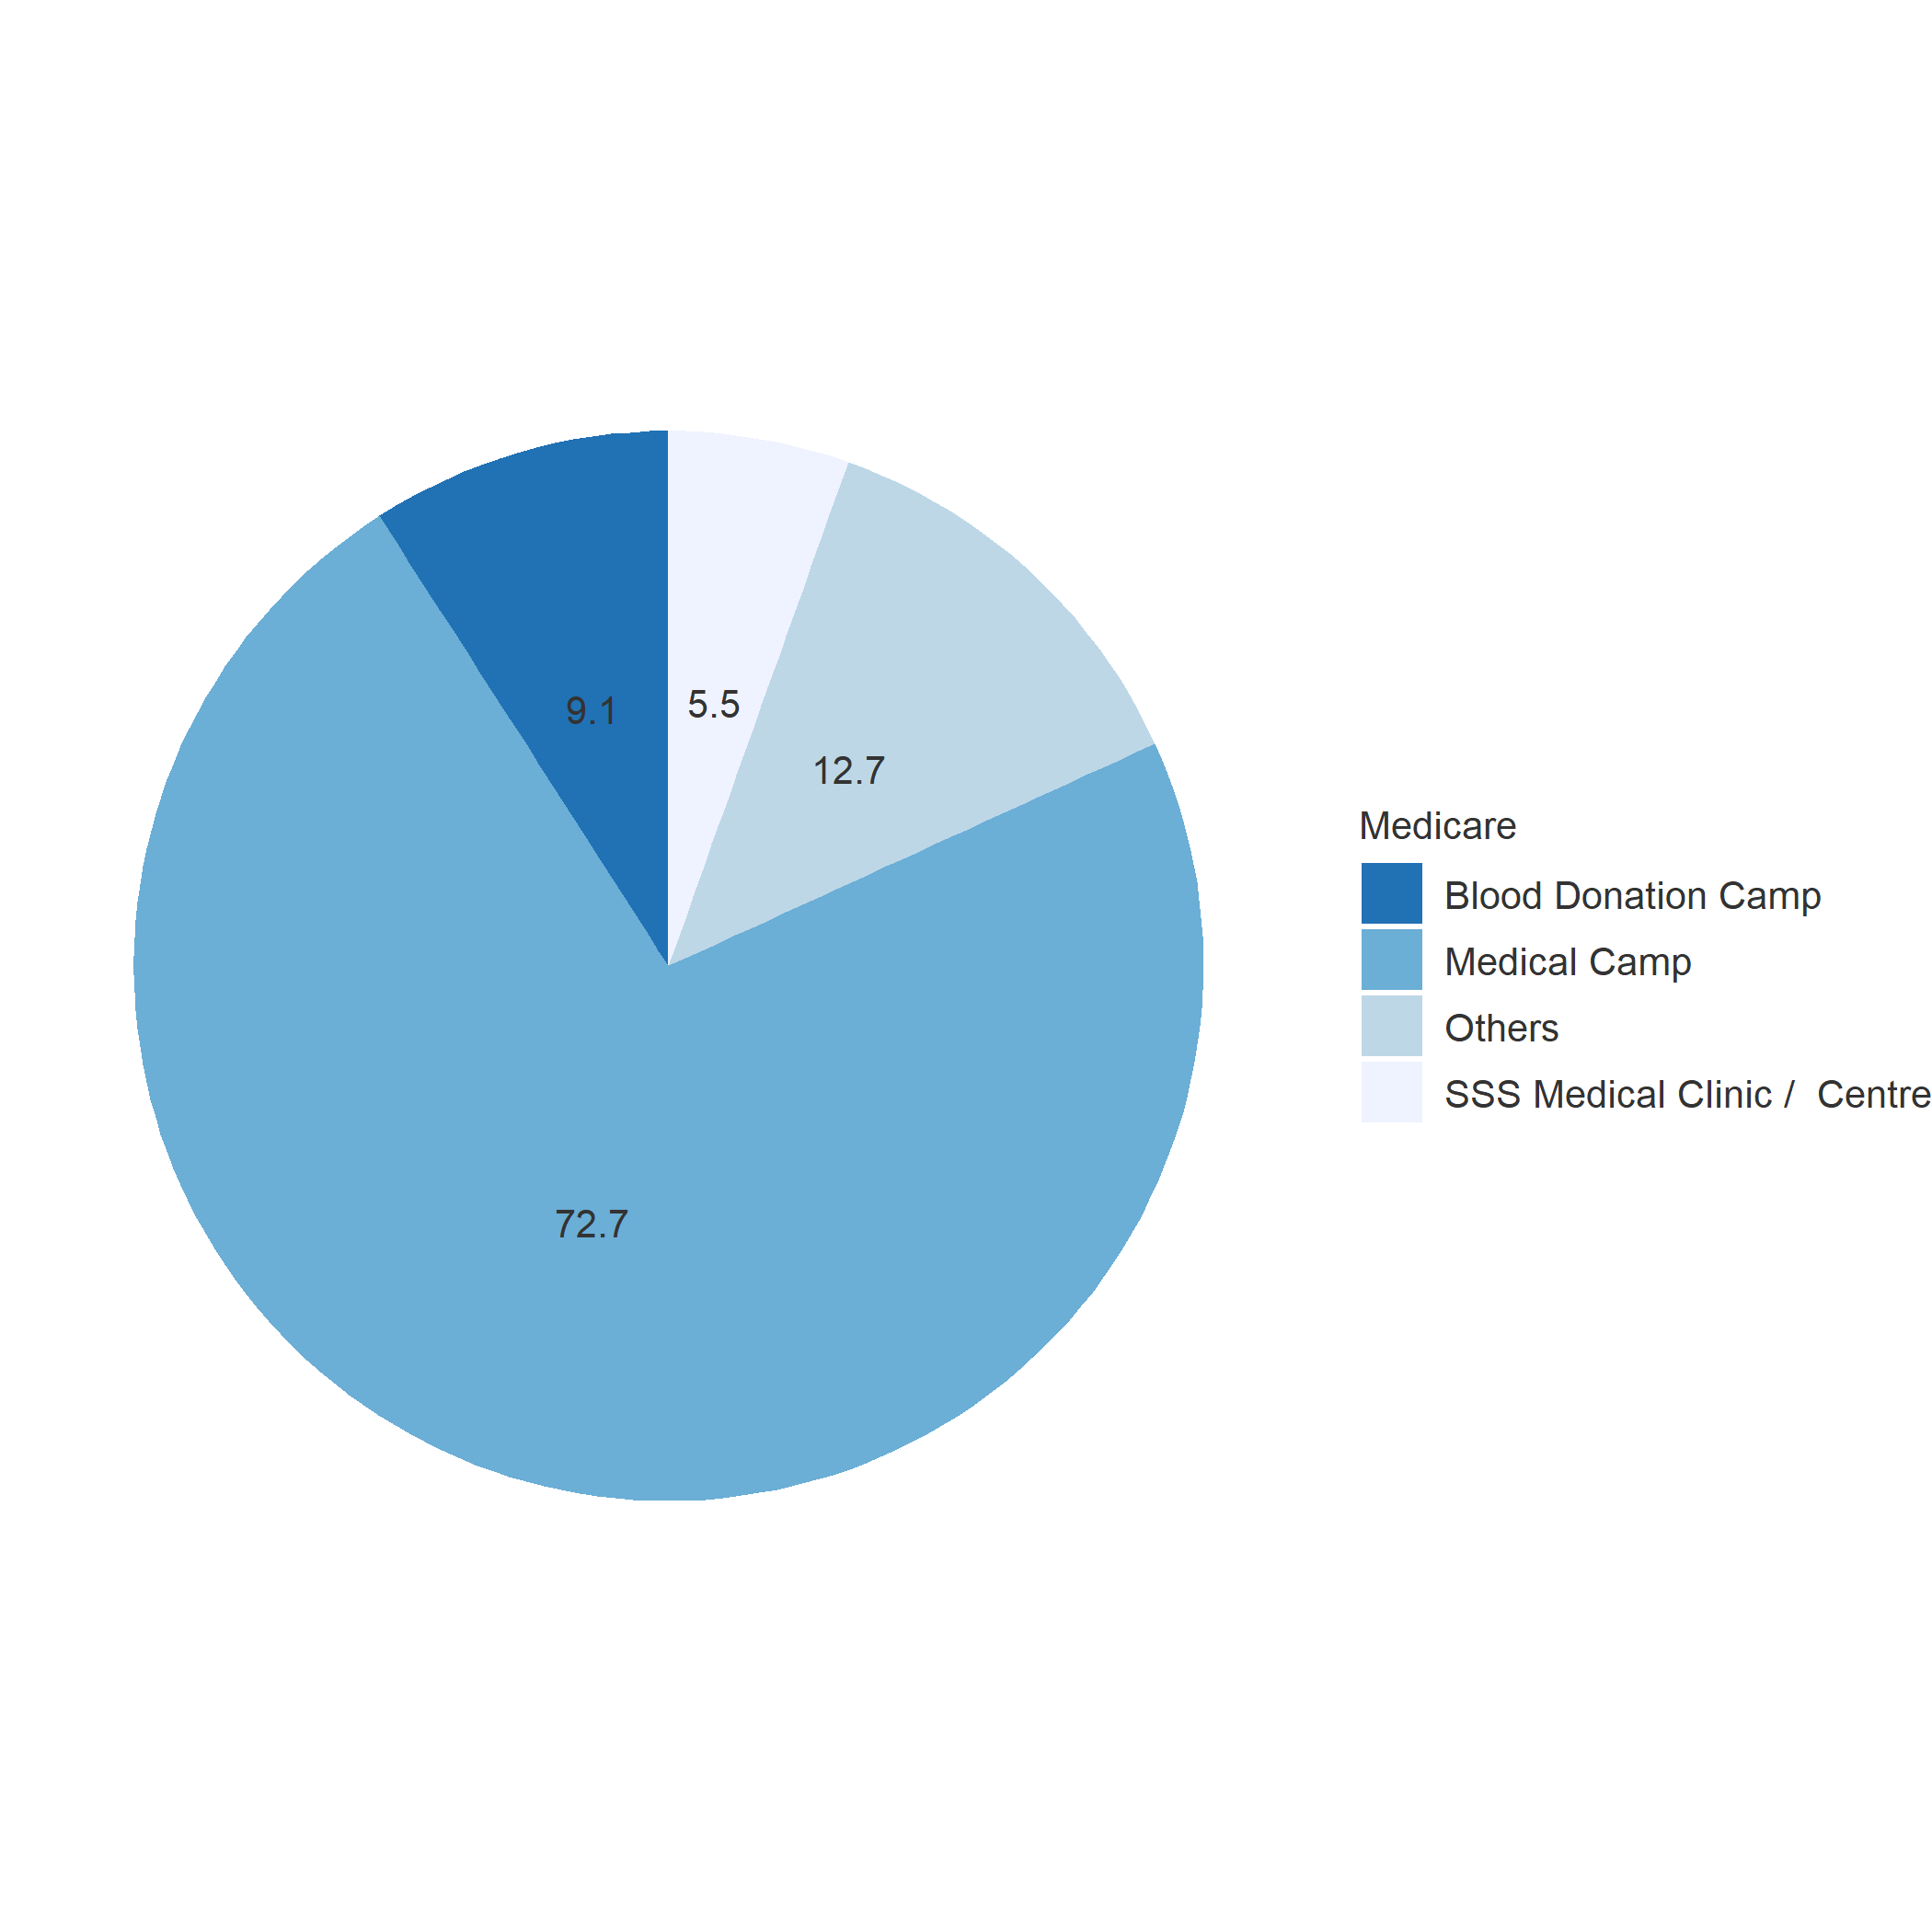 5.5
9.1
12.7
72.7
Medicare
Blood Donation Camp
Medical Camp
Others
SSS Medical Clinic /  Centre